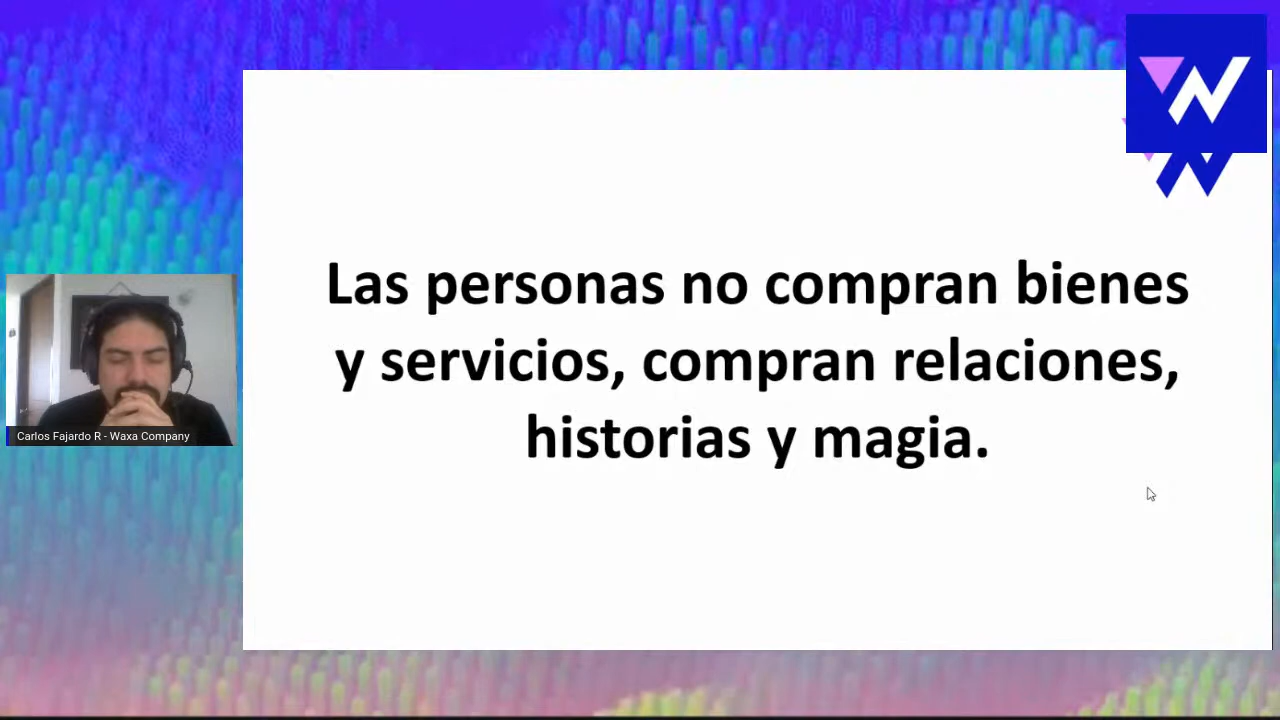 Las personas no compran bienes
y servicios, compran relaciones,
historias y magia.
Carlos Fajardo R - Waxa Company